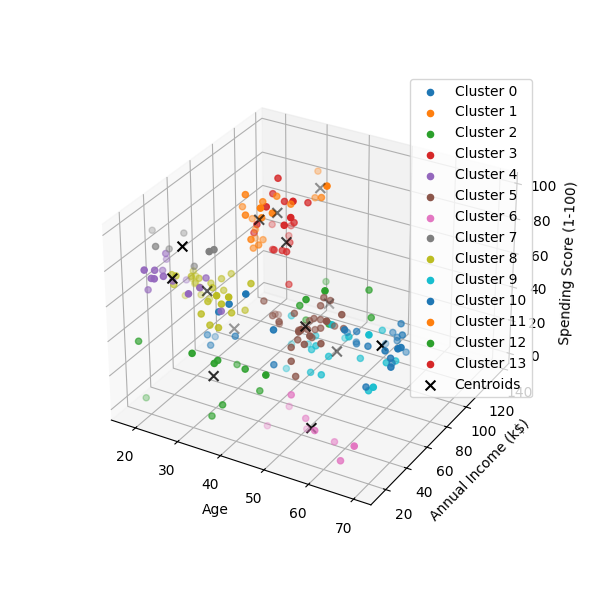 Cluster 0
Cluster 1
Cluster 2
Cluster 3
Cluster 4
Cluster 5
Cluster 6
Cluster 7
Cluster 8
Cluster 9
Cluster 10
Cluster 11
Cluster 12
Cluster 13
Centroids
100
80
60
40
20
0
Spending Score (1-100)
140
120
100
80
60
40
20
Annual Income (k$)
20
30
40
50
60
70
Age